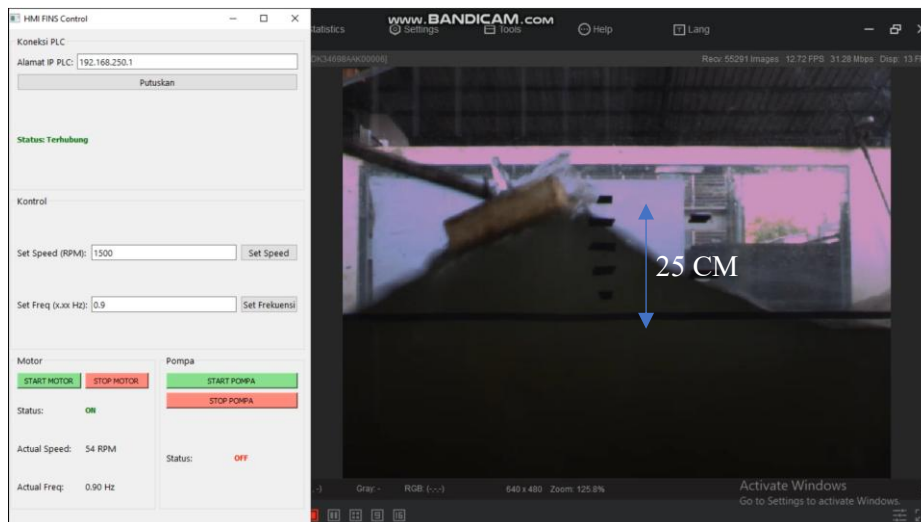 HMI FINS Control
Koneksi PLC
Alamat IP PLC: 192.168.250.1
Putuskan
Status: Terhubung
Kontrol
Set Speed (RPM): 1500 Set Speed
Set Freq (x.xx Hz): 0.9 Set Frekuensi
Motor
START MOTOR STOP MOTOR
Status: ON
Actual Speed: 54 RPM
Actual Freq: 0.90 Hz
Pompa
START POMPA
STOP POMPA
Status: OFF
www.BANDICAM.com
Statistics Settings Tools Help Lang
Recv: 55291 Images 12.72 FPS 31.28 Mbps Disp: 13 F
25 CM
Gray: - RGB: (-,-,-) 640 x 480 Zoom: 125.8%
Activate Windows
Go to Settings to activate Windows.